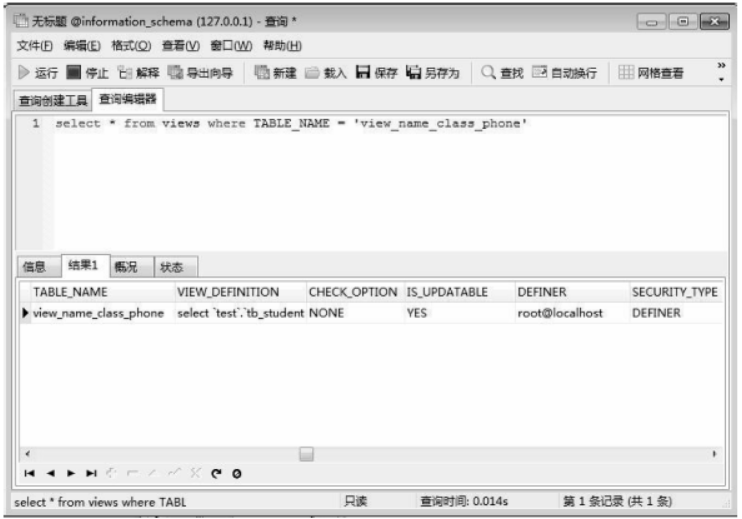 无标题 @information_schema (127.0.0.1) - 查询 *
文件(F) 编辑(E) 格式(O) 查看(V) 窗口(W) 帮助(H)
运行 停止 解释 导出向导 新建 载入 保存 另存为 查找 自动换行 网格查看 »
查询创建工具 查询编辑器
1 select * from views where TABLE_NAME = 'view_name_class_phone'
信息 结果1 概况 状态
TABLE_NAME VIEW_DEFINITION CHECK_OPTION IS_UPDATABLE DEFINER SECURITY_TYPE
view_name_class_phone select `test`.`tb_student NONE YES root@localhost DEFINER
select * from views where TABL 只读 查询时间: 0.014s 第 1 条记录 (共 1 条)